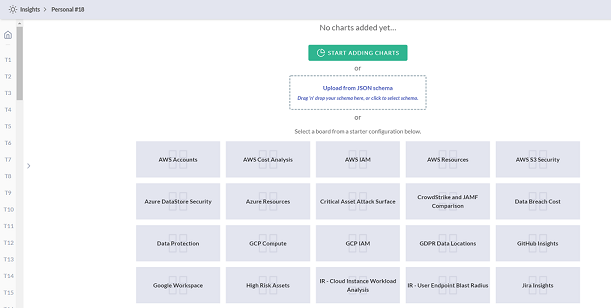 Insights > Personal #18
No charts added yet...
START ADDING CHARTS
or
Upload from JSON schema
Drag 'n' drop your schema here, or click to select schema.
or
Select a board from a starter configuration below.
T1
T2
T3
T4
T5
T6
T7
T8
T9
T10
T11
T12
T13
T14
T15
AWS Accounts
AWS Cost Analysis
AWS IAM
AWS Resources
AWS S3 Security
Azure DataStore Security
Azure Resources
Critical Asset Attack Surface
CrowdStrike and JAMF
Comparison
Data Breach Cost
Data Protection
GCP Compute
GCP IAM
GDPR Data Locations
GitHub Insights
Google Workspace
High Risk Assets
IR - Cloud Instance Workload
Analysis
IR - User Endpoint Blast Radius
Jira Insights